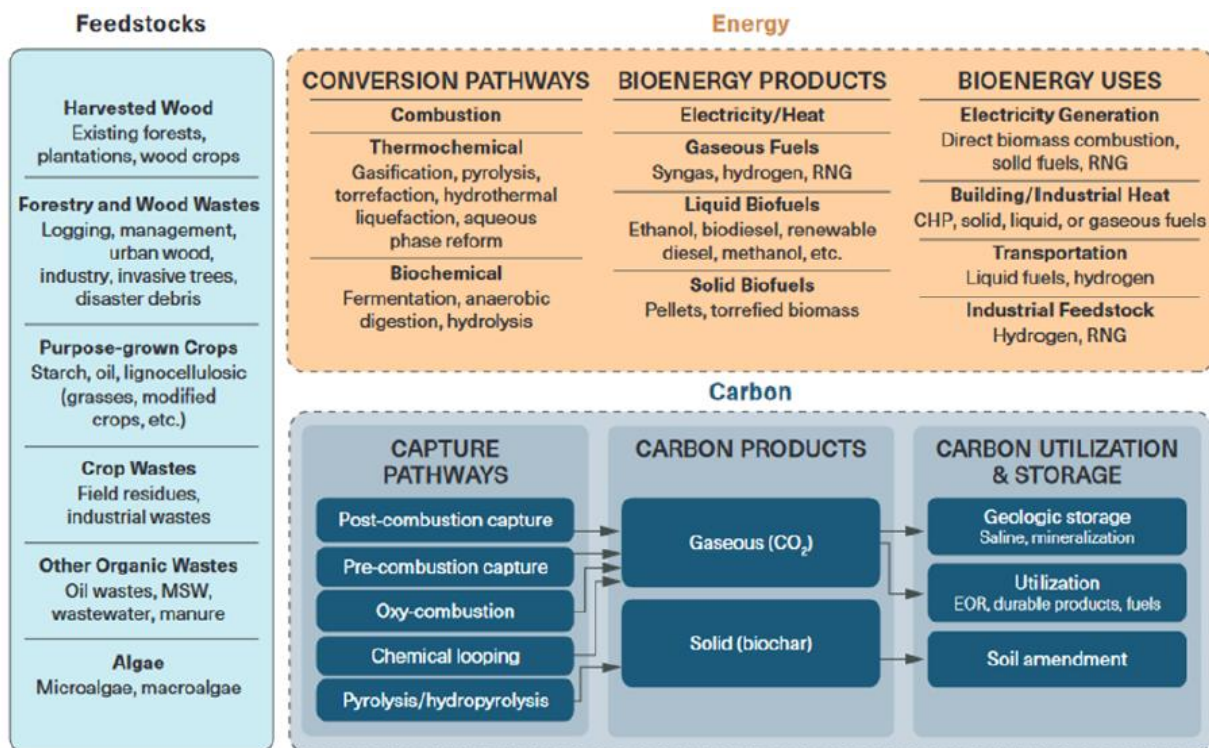 Feedstocks
Harvested Wood
Existing forests,
plantations, wood crops
Forestry and Wood Wastes
Logging, management,
urban wood,
industry, invasive trees,
disaster debris
Purpose-grown Crops
Starch, oil, lignocellulosic
(grasses, modified
crops, etc.)
Crop Wastes
Field residues,
industrial wastes
Other Organic Wastes
Oil wastes, MSW,
wastewater, manure
Algae
Microalgae, macroalgae
Energy
CONVERSION PATHWAYS
Combustion
Thermochemical
Gasification, pyrolysis,
torrefaction, hydrothermal
liquefaction, aqueous
phase reform
Biochemical
Fermentation, anaerobic
digestion, hydrolysis
BIOENERGY PRODUCTS
Electricity/Heat
Gaseous Fuels
Syngas, hydrogen, RNG
Liquid Biofuels
Ethanol, biodiesel, renewable
diesel, methanol, etc.
Solid Biofuels
Pellets, torrefied biomass
BIOENERGY USES
Electricity Generation
Direct biomass combustion,
solid fuels, RNG
Building/Industrial Heat
CHP, solid, liquid, or gaseous fuels
Transportation
Liquid fuels, hydrogen
Industrial Feedstock
Hydrogen, RNG
Carbon
CAPTURE
PATHWAYS
Post-combustion capture
Pre-combustion capture
Oxy-combustion
Chemical looping
Pyrolysis/hydropyrolysis
CARBON PRODUCTS
Gaseous (CO₂)
Solid (biochar)
CARBON UTILIZATION
& STORAGE
Geologic storage
Saline, mineralization
Utilization
EOR, durable products, fuels
Soil amendment